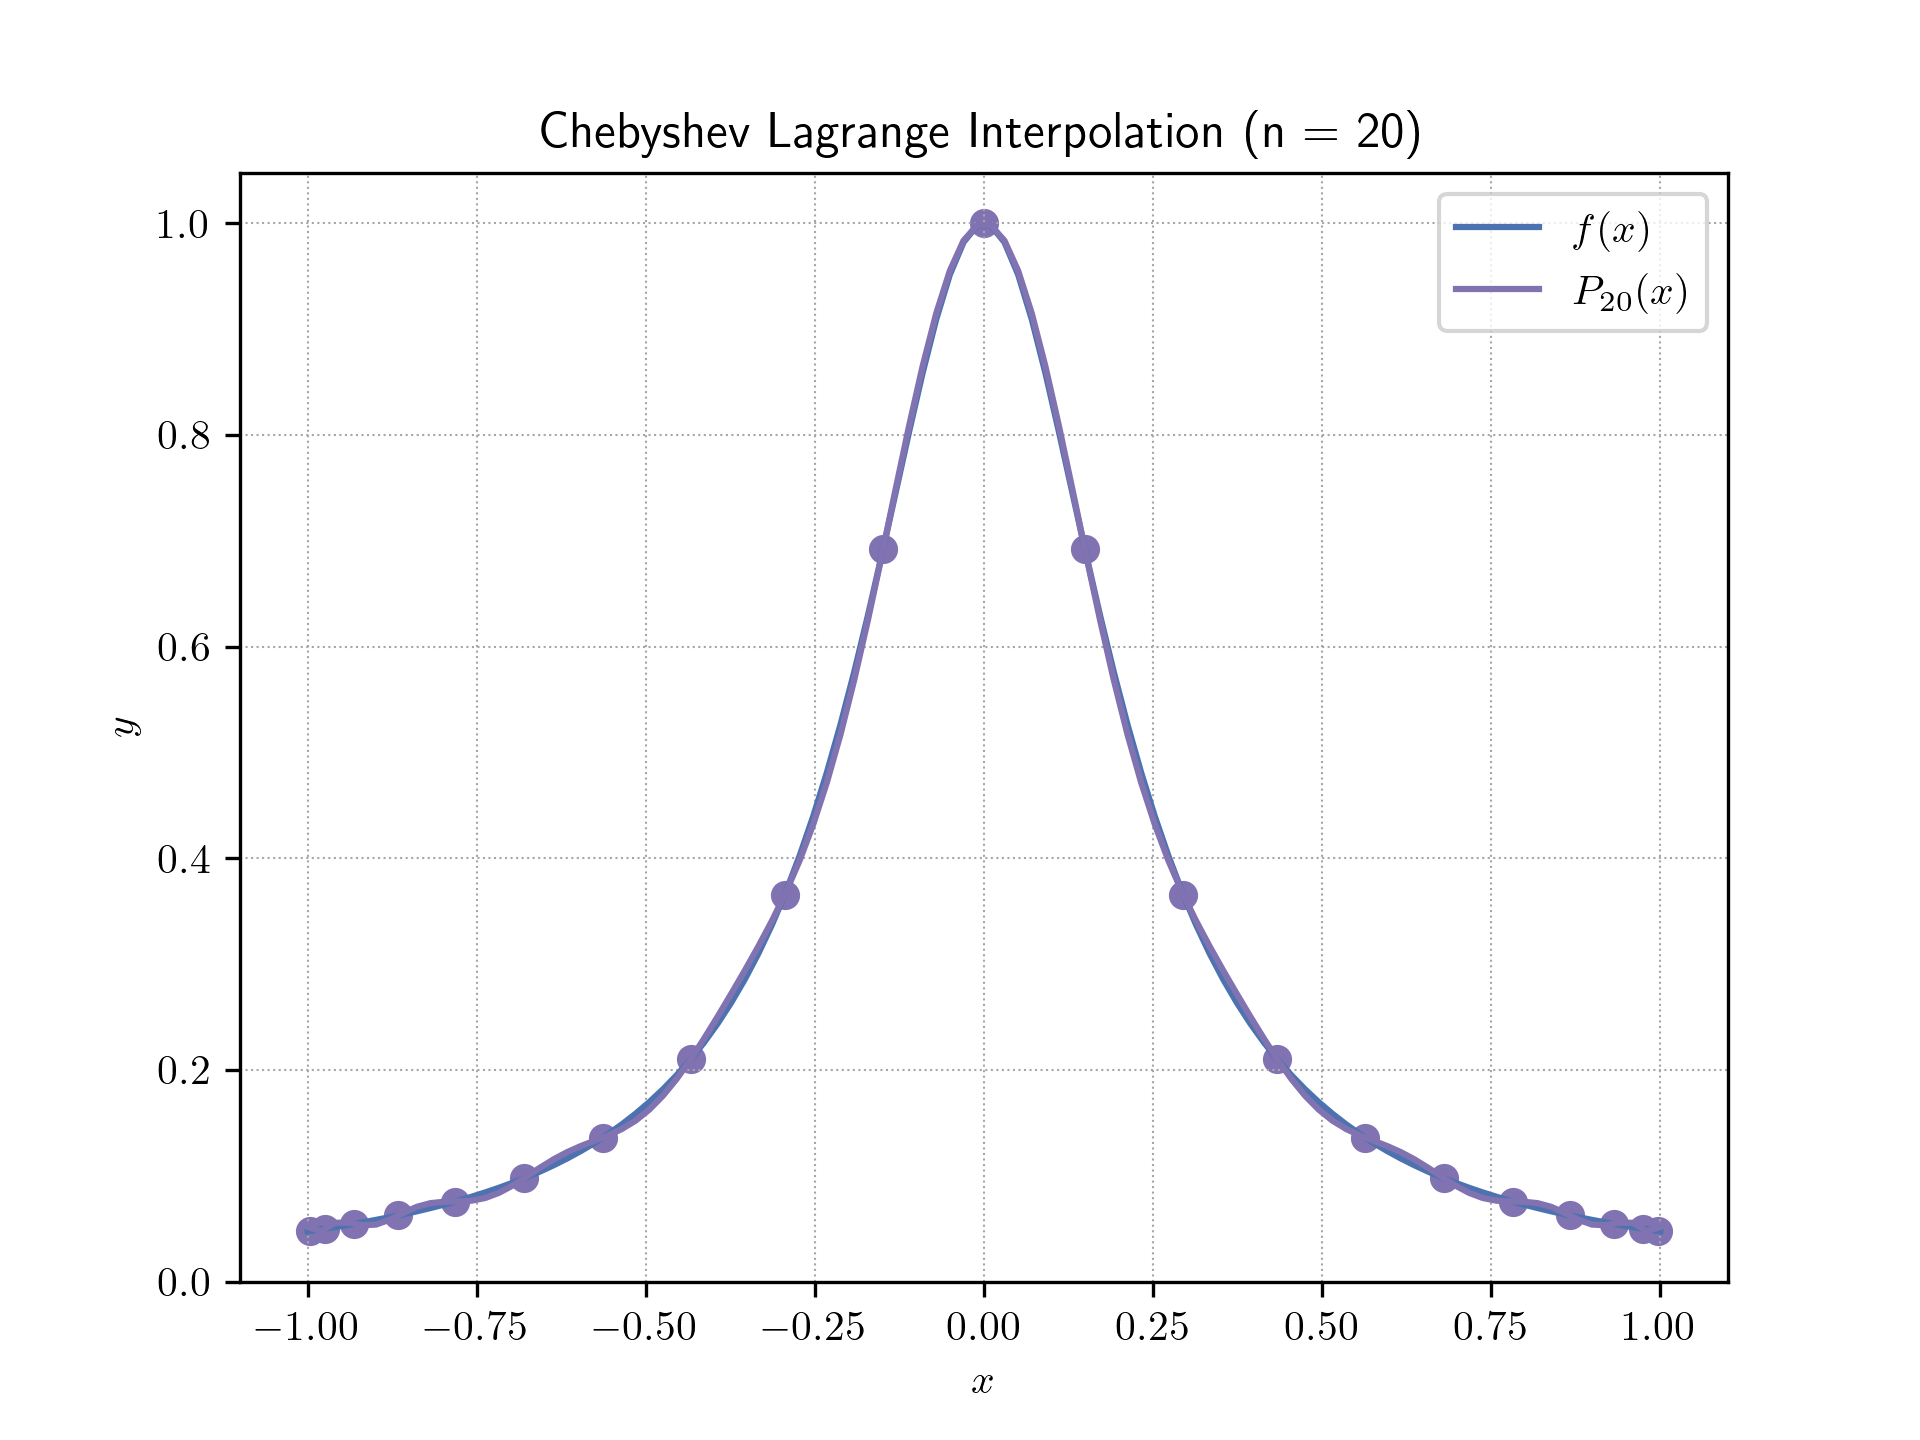 Chebyshev Lagrange Interpolation (n = 20)
f(x)
P₂₀(x)
1.0
0.8
0.6
0.4
0.2
0.0
y
−1.00 −0.75 −0.50 −0.25 0.00 0.25 0.50 0.75 1.00
x